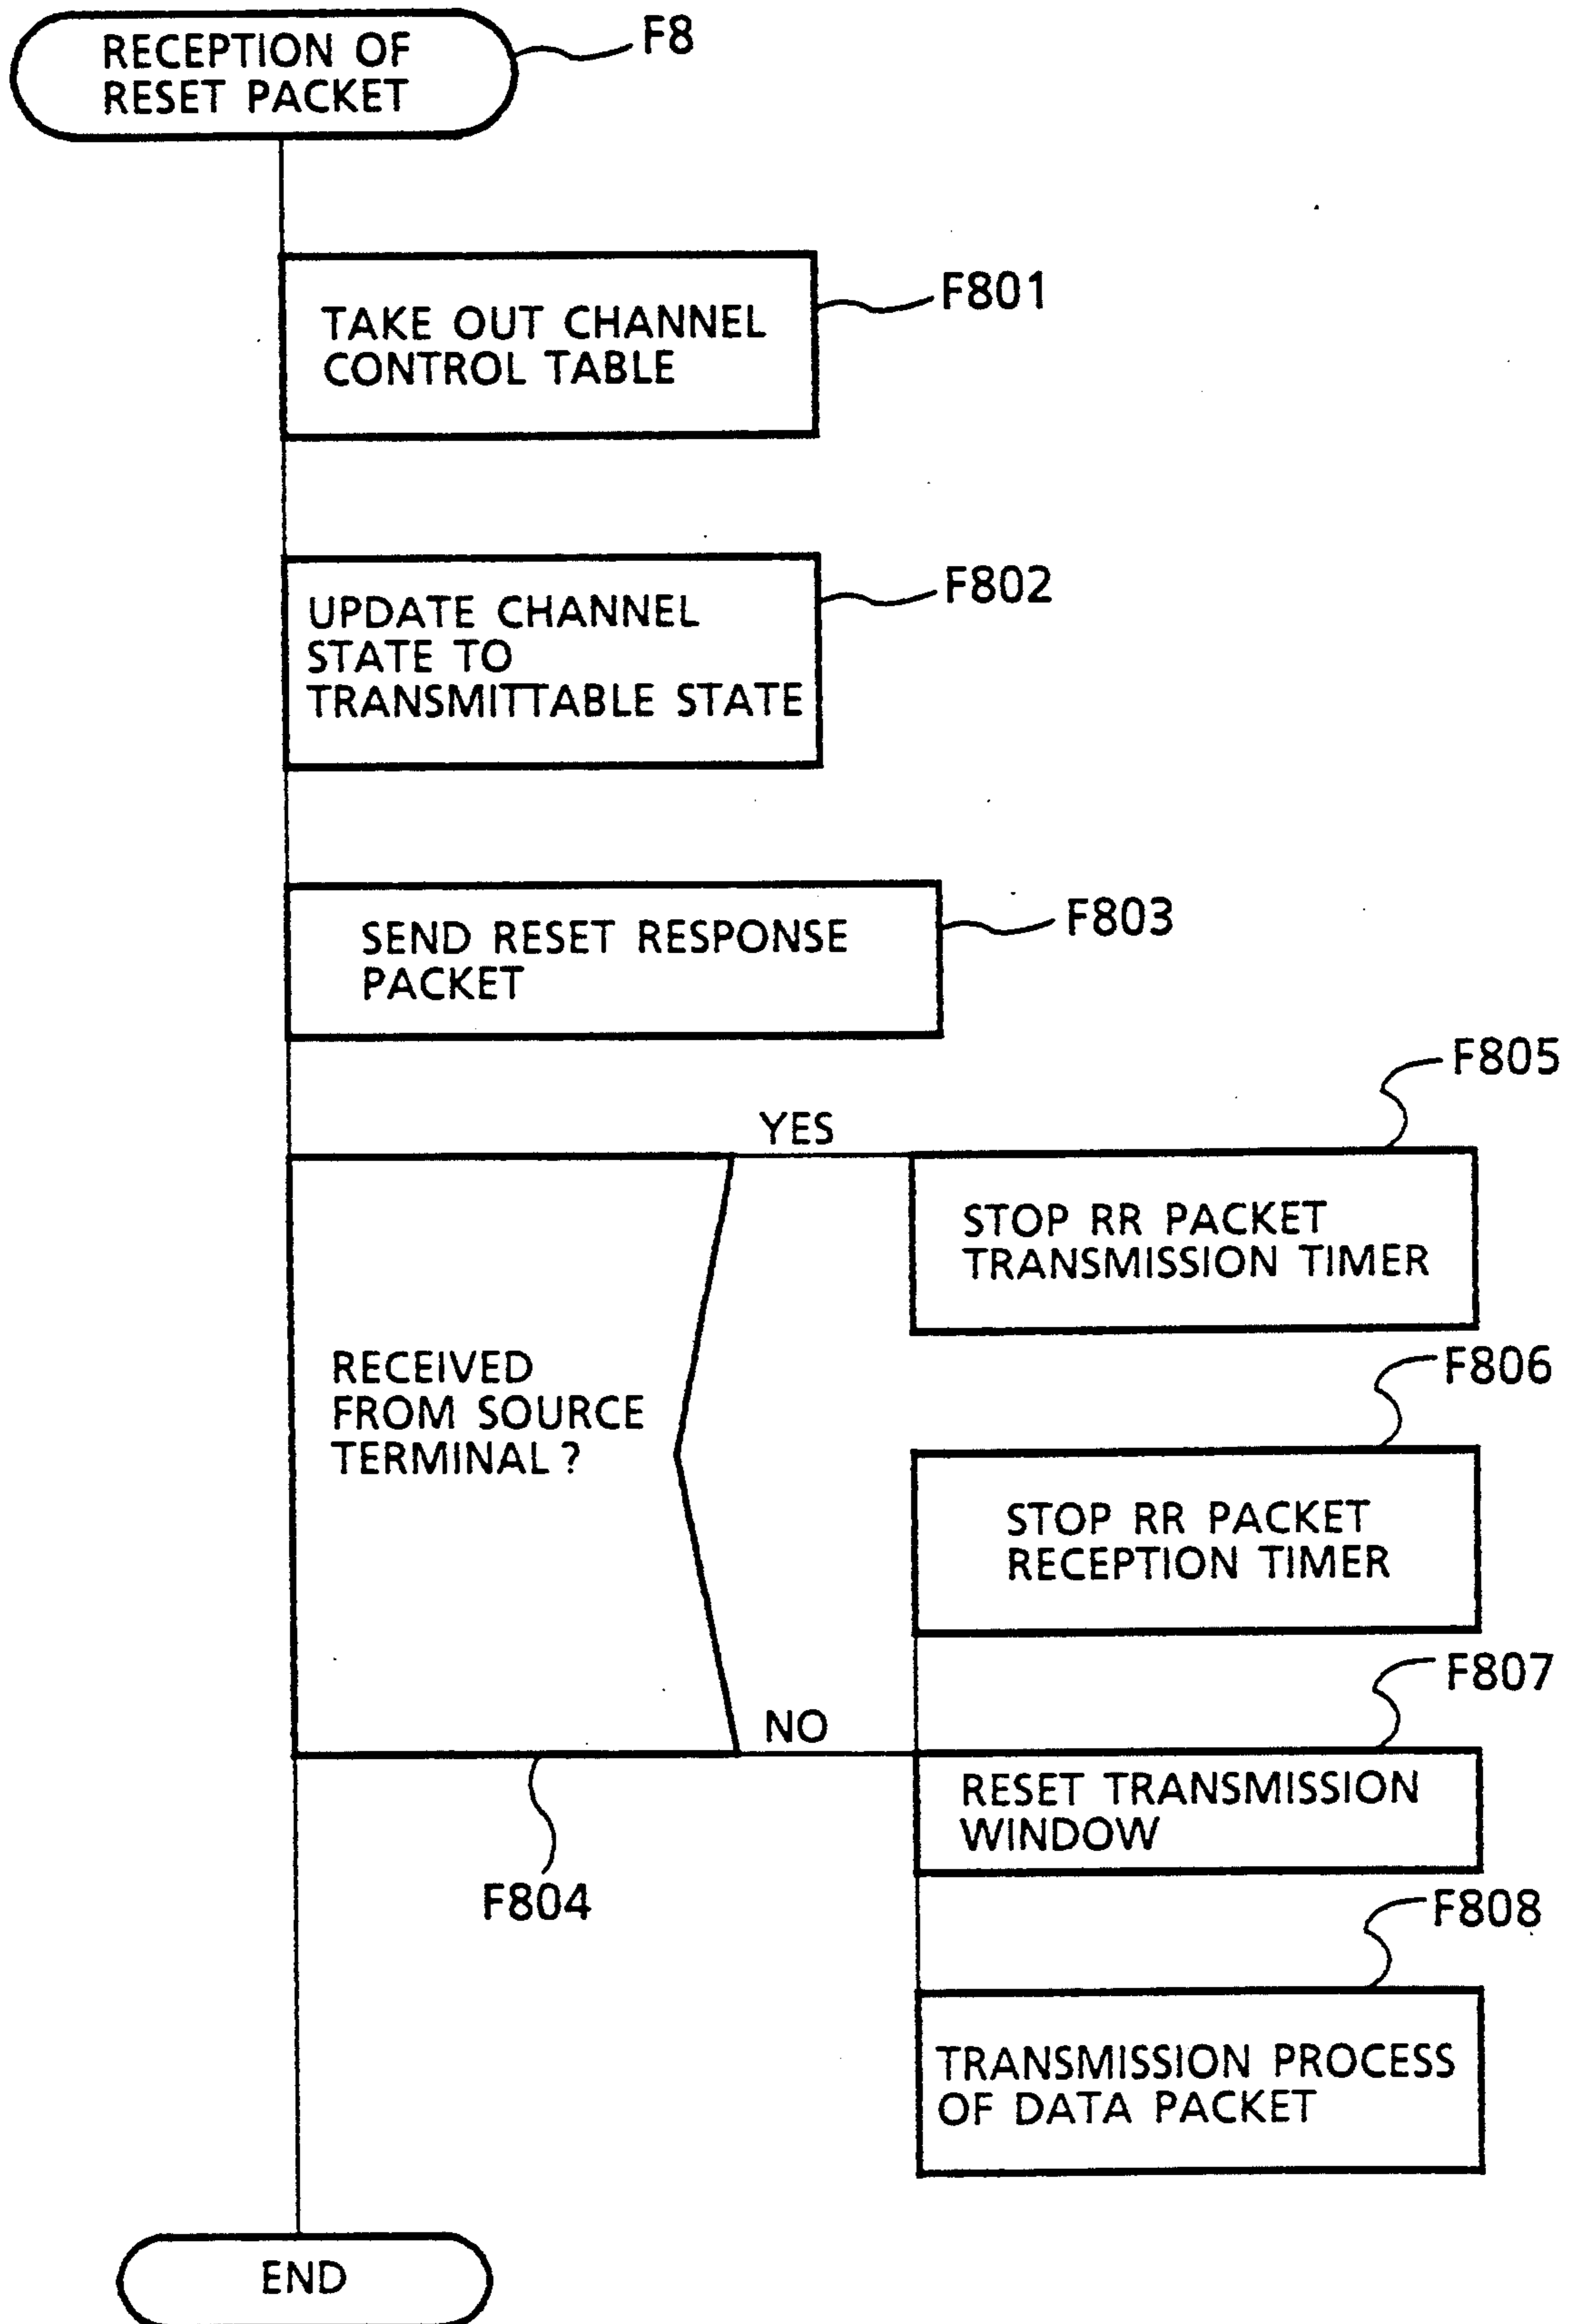 RECEPTION OF
RESET PACKET
F8
TAKE OUT CHANNEL
CONTROL TABLE
F801
UPDATE CHANNEL
STATE TO
TRANSMITTABLE STATE
F802
SEND RESET RESPONSE
PACKET
F803
RECEIVED
FROM SOURCE
TERMINAL?
F804
YES
STOP RR PACKET
TRANSMISSION TIMER
F805
STOP RR PACKET
RECEPTION TIMER
F806
NO
RESET TRANSMISSION
WINDOW
F807
TRANSMISSION PROCESS
OF DATA PACKET
F808
END